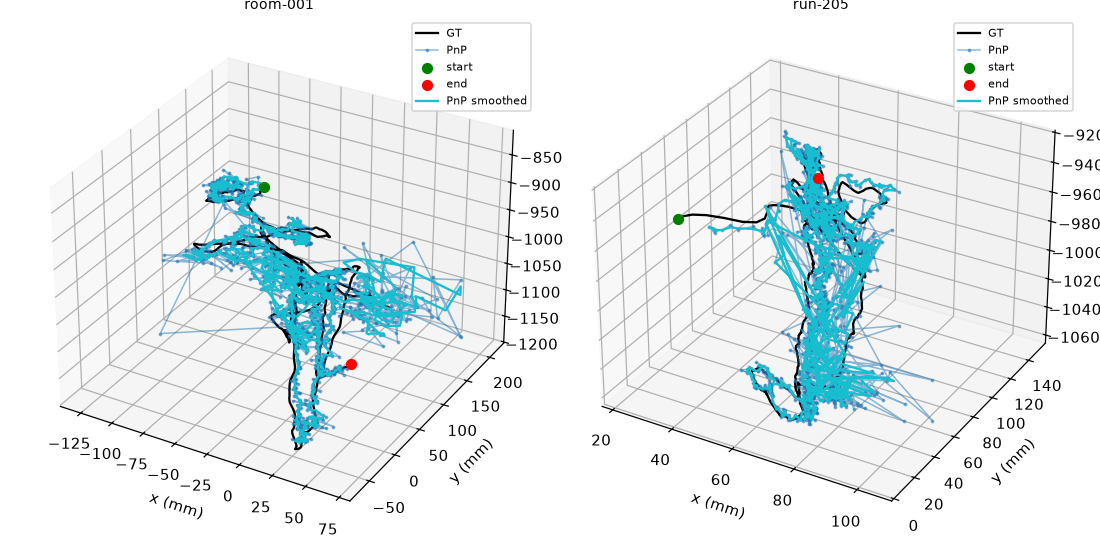 room-001
GT
PnP
start
end
PnP smoothed
−850
−900
−950
−1000
−1050
−1100
−1150
−1200
200
150
100
50
0
−50
y (mm)
−125
−100
−75
−50
−25
0
25
50
75
x (mm)
run-205
GT
PnP
start
end
PnP smoothed
−920
−940
−960
−980
−1000
−1020
−1040
−1060
140
120
100
80
60
40
20
0
y (mm)
20
40
60
80
100
x (mm)